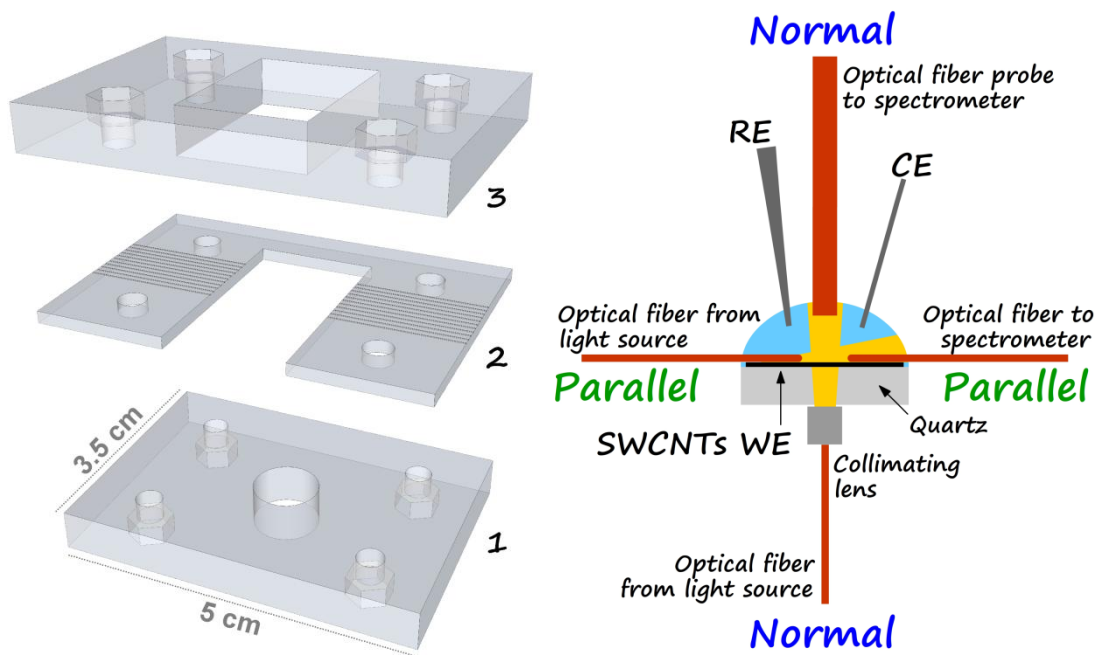 3
2
3.5 cm
1
5 cm
Normal
Optical fiber probe
to spectrometer
RE
CE
Optical fiber from
light source
Optical fiber to
spectrometer
Parallel
Parallel
SWCNTs WE
Quartz
Collimating
lens
Optical fiber
from light source
Normal